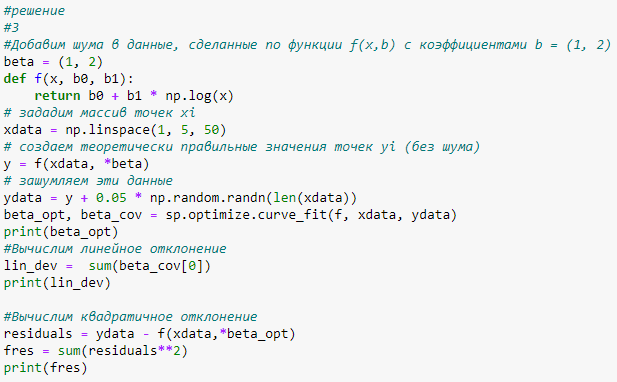 #решение
#3
#Добавим шума в данные, сделанные по функции f(x,b) с коэффициентами b = (1, 2)
beta = (1, 2)
def f(x, b0, b1):
    return b0 + b1 * np.log(x)
# зададим массив точек xi
xdata = np.linspace(1, 5, 50)
# создаем теоретически правильные значения точек yi (без шума)
y = f(xdata, *beta)
# зашумляем эти данные
ydata = y + 0.05 * np.random.randn(len(xdata))
beta_opt, beta_cov = sp.optimize.curve_fit(f, xdata, ydata)
print(beta_opt)
#Вычислим линейное отклонение
lin_dev =  sum(beta_cov[0])
print(lin_dev)

#Вычислим квадратичное отклонение
residuals = ydata - f(xdata,*beta_opt)
fres = sum(residuals**2)
print(fres)